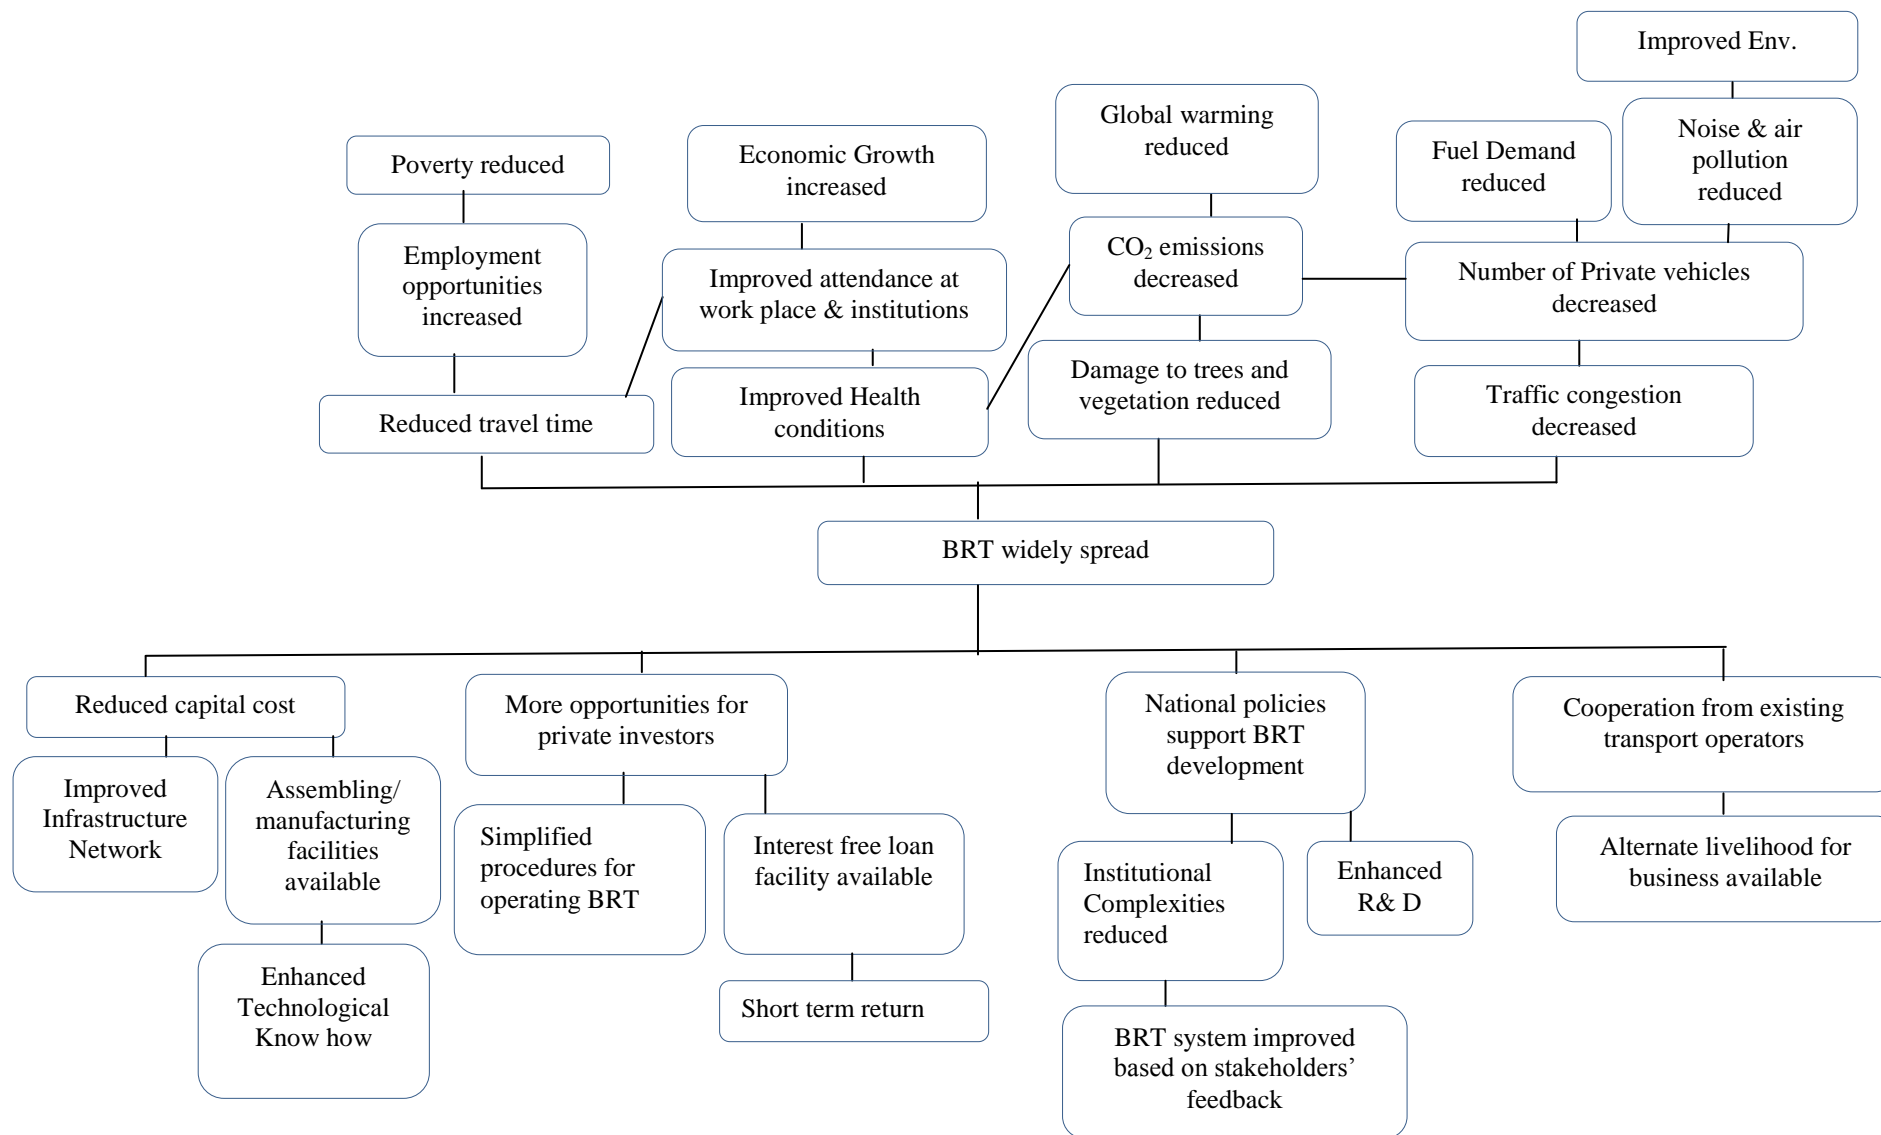 Improved Env.
Global warming
reduced
Noise & air
pollution
reduced
Fuel Demand
reduced
Economic Growth
increased
Poverty reduced
Employment
opportunities
increased
Improved attendance at
work place & institutions
CO₂ emissions
decreased
Number of Private vehicles
decreased
Reduced travel time
Improved Health
conditions
Damage to trees and
vegetation reduced
Traffic congestion
decreased
BRT widely spread
Reduced capital cost
More opportunities for
private investors
National policies
support BRT
development
Cooperation from existing
transport operators
Improved
Infrastructure
Network
Assembling/
manufacturing
facilities
available
Simplified
procedures for
operating BRT
Interest free loan
facility available
Institutional
Complexities
reduced
Enhanced
R& D
Alternate livelihood for
business available
Enhanced
Technological
Know how
Short term return
BRT system improved
based on stakeholders’
feedback